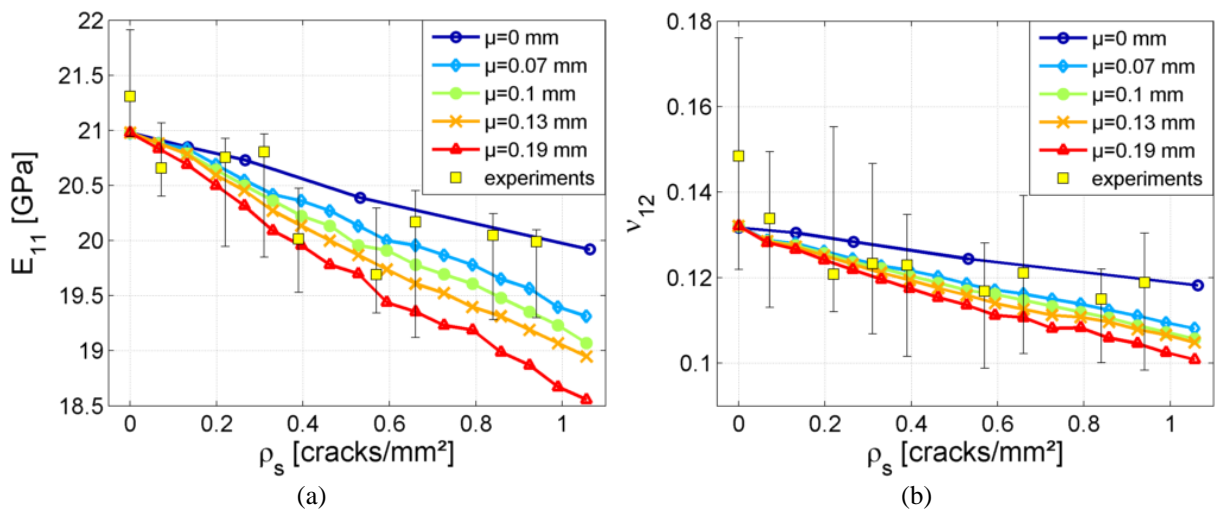 22
21.5
21
20.5
20
19.5
19
18.5
E11 [GPa]
0
0.2
0.4
0.6
0.8
1
ρs [cracks/mm²]
μ=0 mm
μ=0.07 mm
μ=0.1 mm
μ=0.13 mm
μ=0.19 mm
experiments
(a)
0.18
0.16
0.14
0.12
0.1
ν12
0
0.2
0.4
0.6
0.8
1
ρs [cracks/mm²]
μ=0 mm
μ=0.07 mm
μ=0.1 mm
μ=0.13 mm
μ=0.19 mm
experiments
(b)